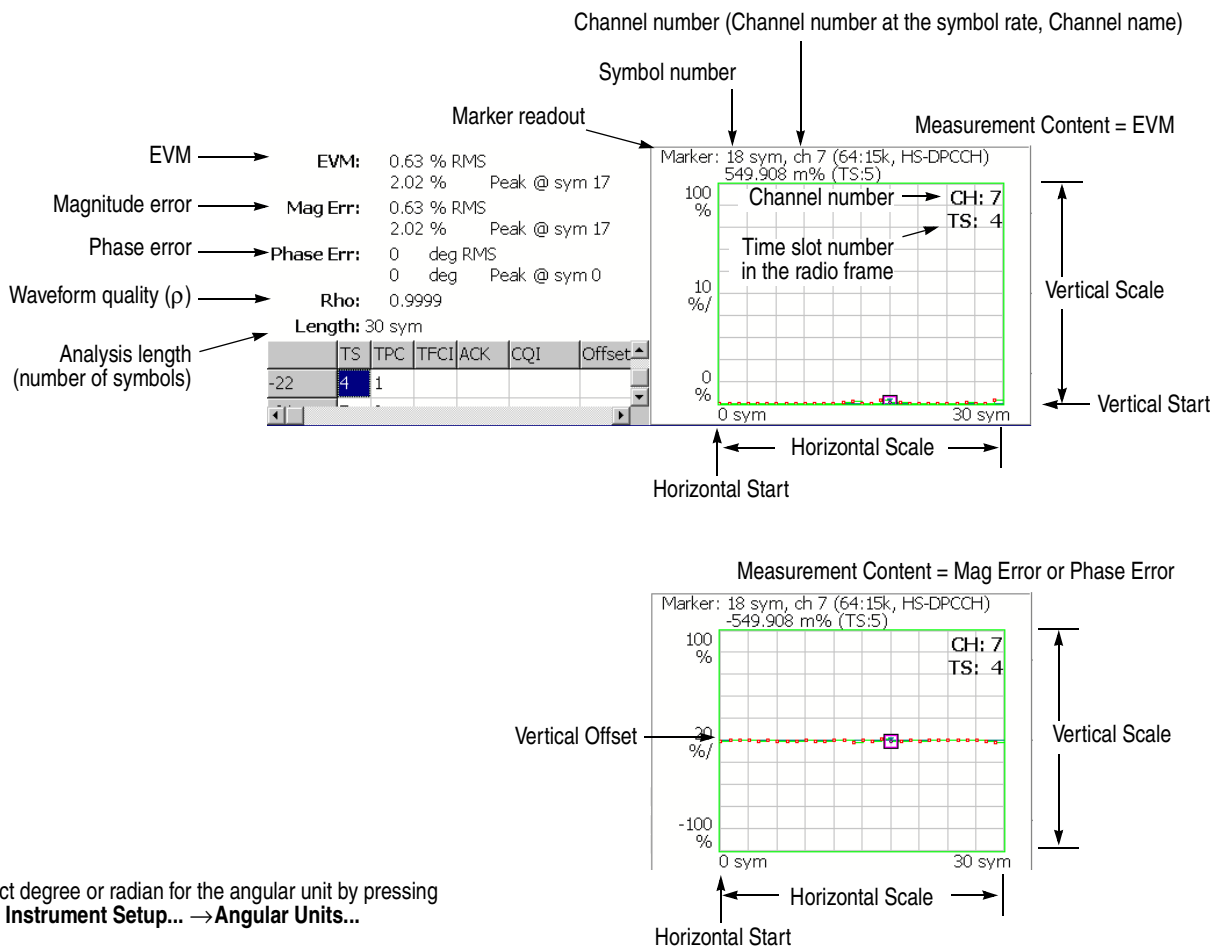 Channel number (Channel number at the symbol rate, Channel name)
Symbol number
Marker readout
Measurement Content = EVM
EVM
Magnitude error
Phase error
Waveform quality (ρ)
Analysis length
(number of symbols)
EVM: 0.63 % RMS
2.02 % Peak @ sym 17
Mag Err: 0.63 % RMS
2.02 % Peak @ sym 17
Phase Err: 0 deg RMS
0 deg Peak @ sym 0
Rho: 0.9999
Length: 30 sym
TS TPC TFCI ACK CQI Offset
-22 4 1
Marker: 18 sym, ch 7 (64:15k, HS-DPCCH)
549.908 m% (TS:5)
100
%
Channel number
CH: 7
TS: 4
Time slot number
in the radio frame
10
%/
0
%
0 sym 30 sym
Vertical Scale
Vertical Start
Horizontal Scale
Horizontal Start
Measurement Content = Mag Error or Phase Error
Marker: 18 sym, ch 7 (64:15k, HS-DPCCH)
-549.908 m% (TS:5)
100
%
CH: 7
TS: 4
Vertical Offset
20
%/
Vertical Scale
-100
%
0 sym 30 sym
Horizontal Scale
Horizontal Start
ct degree or radian for the angular unit by pressing
Instrument Setup... →Angular Units...